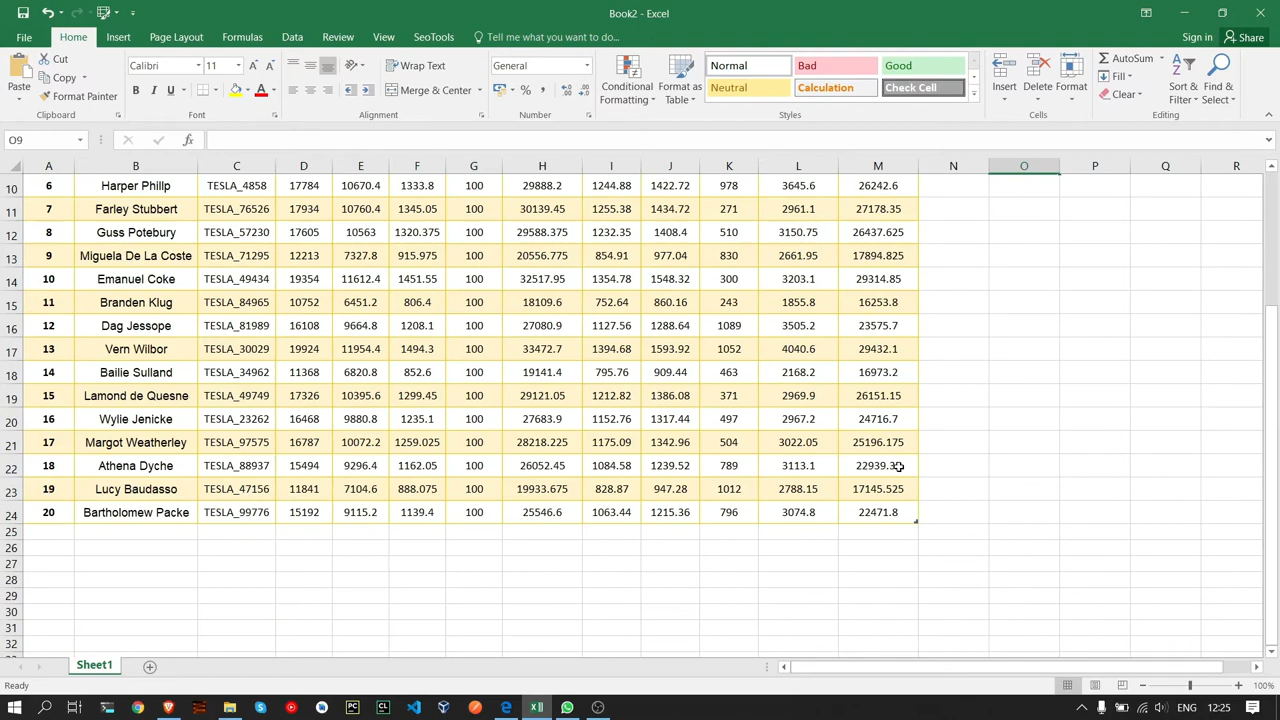 Book2 - Excel
File Home Insert Page Layout Formulas Data Review View SeoTools Tell me what you want to do... Sign in Share
Cut Calibri 11 Wrap Text General Normal Bad Good AutoSum
Copy Fill
Paste Format Painter B I U Merge & Center % Conditional Formatting Format as Table Neutral Calculation Check Cell Insert Delete Format Clear Sort & Filter Find & Select
Clipboard Font Alignment Number Styles Cells Editing
O9 fx
A B C D E F G H I J K L M N O P Q R
10 6 Harper Phillp TESLA_4858 17784 10670.4 1333.8 100 29888.2 1244.88 1422.72 978 3645.6 26242.6
11 7 Farley Stubbert TESLA_76526 17934 10760.4 1345.05 100 30139.45 1255.38 1434.72 271 2961.1 27178.35
12 8 Guss Potebury TESLA_57230 17605 10563 1320.375 100 29588.375 1232.35 1408.4 510 3150.75 26437.625
13 9 Miguela De La Coste TESLA_71295 12213 7327.8 915.975 100 20556.775 854.91 977.04 830 2661.95 17894.825
14 10 Emanuel Coke TESLA_49434 19354 11612.4 1451.55 100 32517.95 1354.78 1548.32 300 3203.1 29314.85
15 11 Branden Klug TESLA_84965 10752 6451.2 806.4 100 18109.6 752.64 860.16 243 1855.8 16253.8
16 12 Dag Jessope TESLA_81989 16108 9664.8 1208.1 100 27080.9 1127.56 1288.64 1089 3505.2 23575.7
17 13 Vern Wilbor TESLA_30029 19924 11954.4 1494.3 100 33472.7 1394.68 1593.92 1052 4040.6 29432.1
18 14 Bailie Sulland TESLA_34962 11368 6820.8 852.6 100 19141.4 795.76 909.44 463 2168.2 16973.2
19 15 Lamond de Quesne TESLA_49749 17326 10395.6 1299.45 100 29121.05 1212.82 1386.08 371 2969.9 26151.15
20 16 Wylie Jenicke TESLA_23262 16468 9880.8 1235.1 100 27683.9 1152.76 1317.44 497 2967.2 24716.7
21 17 Margot Weatherley TESLA_97575 16787 10072.2 1259.025 100 28218.225 1175.09 1342.96 504 3022.05 25196.175
22 18 Athena Dyche TESLA_88937 15494 9296.4 1162.05 100 26052.45 1084.58 1239.52 789 3113.1
23 19 Lucy Baudasso TESLA_47156 11841 7104.6 888.075 100 19933.675 828.87 947.28 1012 2788.15 17145.525
24 20 Bartholomew Packe TESLA_99776 15192 9115.2 1139.4 100 25546.6 1063.44 1215.36 796 3074.8 22471.8
25
26
27
28
29
30
31
32
Sheet1
Ready 100%
ENG 12:25